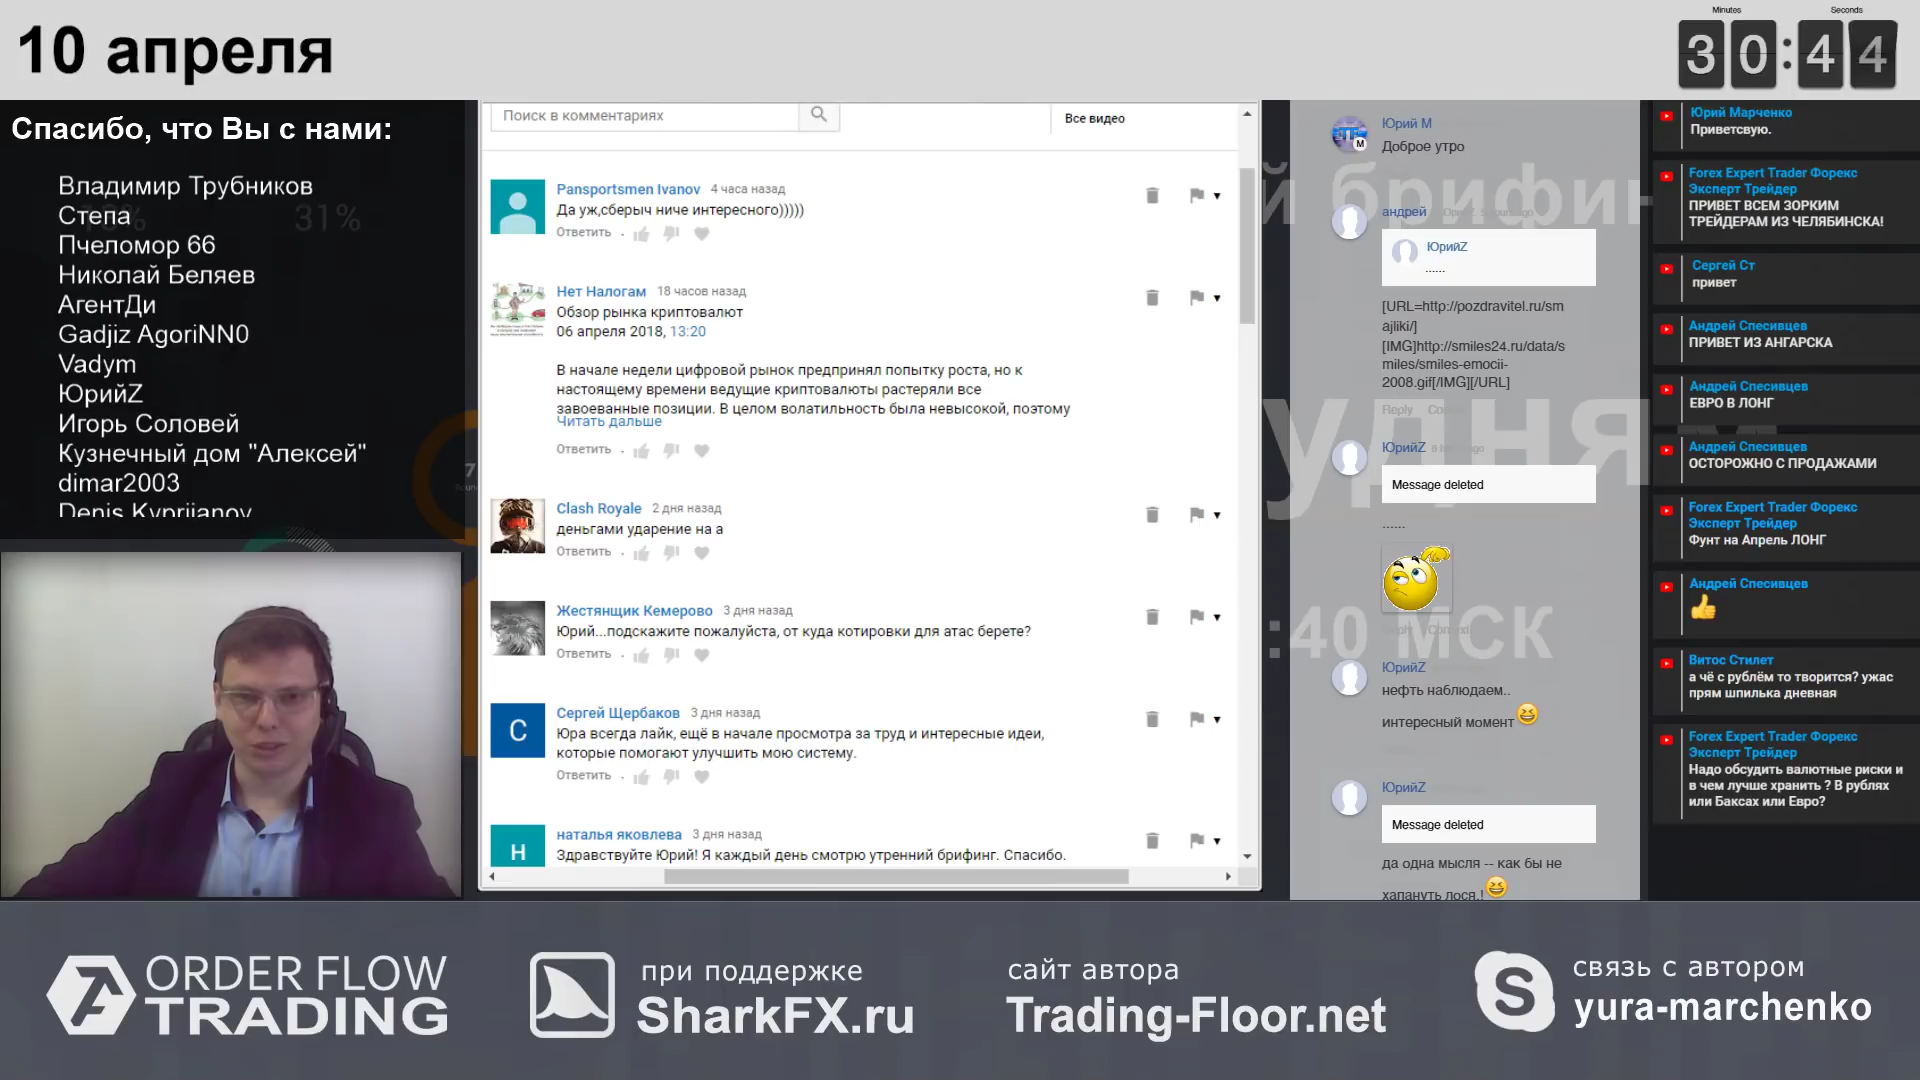 10 апреля
Minutes
Seconds
30:44
Спасибо, что Вы с нами:
Владимир Трубников
Степа
Пчеломор 66
Николай Беляев
АгентДи
Gadjiz AgoriNN0
Vadym
ЮрийZ
Игорь Соловей
Кузнечный дом "Алексей"
dimar2003
Denis Kyprijanov
31%
Поиск в комментариях
Все видео
Pansportsmen Ivanov 4 часа назад
Да уж,сберыч ниче интересного)))))
Ответить
Нет Налогам 18 часов назад
Обзор рынка криптовалют
06 апреля 2018, 13:20
В начале недели цифровой рынок предпринял попытку роста, но к
настоящему времени ведущие криптовалюты растеряли все
завоеванные позиции. В целом волатильность была невысокой, поэтому
Читать дальше
Ответить
Clash Royale 2 дня назад
деньгами ударение на а
Ответить
Жестянщик Кемерово 3 дня назад
Юрий...подскажите пожалуйста, от куда котировки для атас берете?
Ответить
С
Сергей Щербаков 3 дня назад
Юра всегда лайк, ещё в начале просмотра за труд и интересные идеи,
которые помогают улучшить мою систему.
Ответить
Н
наталья яковлева 3 дня назад
Здравствуйте Юрий! Я каждый день смотрю утренний брифинг. Спасибо.
й брифин
удня
:40 МСК
Юрий М
M
Доброе утро
андрей
ЮрийZ
......
[URL=http://pozdravitel.ru/sm
ajliki/]
[IMG]http://smiles24.ru/data/s
miles/smiles-emocii-
2008.gif[/IMG][/URL]
Reply
ЮрийZ
Message deleted
......
ЮрийZ
нефть наблюдаем..
интересный момент
ЮрийZ
Message deleted
да одна мысля -- как бы не
хапануть лося.!
Юрий Марченко
Приветсвую.
Forex Expert Trader Форекс
Эксперт Трейдер
ПРИВЕТ ВСЕМ ЗОРКИМ
ТРЕЙДЕРАМ ИЗ ЧЕЛЯБИНСКА!
Сергей Ст
привет
Андрей Спесивцев
ПРИВЕТ ИЗ АНГАРСКА
Андрей Спесивцев
ЕВРО В ЛОНГ
Андрей Спесивцев
ОСТОРОЖНО С ПРОДАЖАМИ
Forex Expert Trader Форекс
Эксперт Трейдер
Фунт на Апрель ЛОНГ
Андрей Спесивцев
Витос Стилет
а чё с рублём то творится? ужас
прям шпилька дневная
Forex Expert Trader Форекс
Эксперт Трейдер
Надо обсудить валютные риски и
в чем лучше хранить ? В рублях
или Баксах или Евро?
ORDER FLOW
TRADING
при поддержке
SharkFX.ru
сайт автора
Trading-Floor.net
связь с автором
yura-marchenko